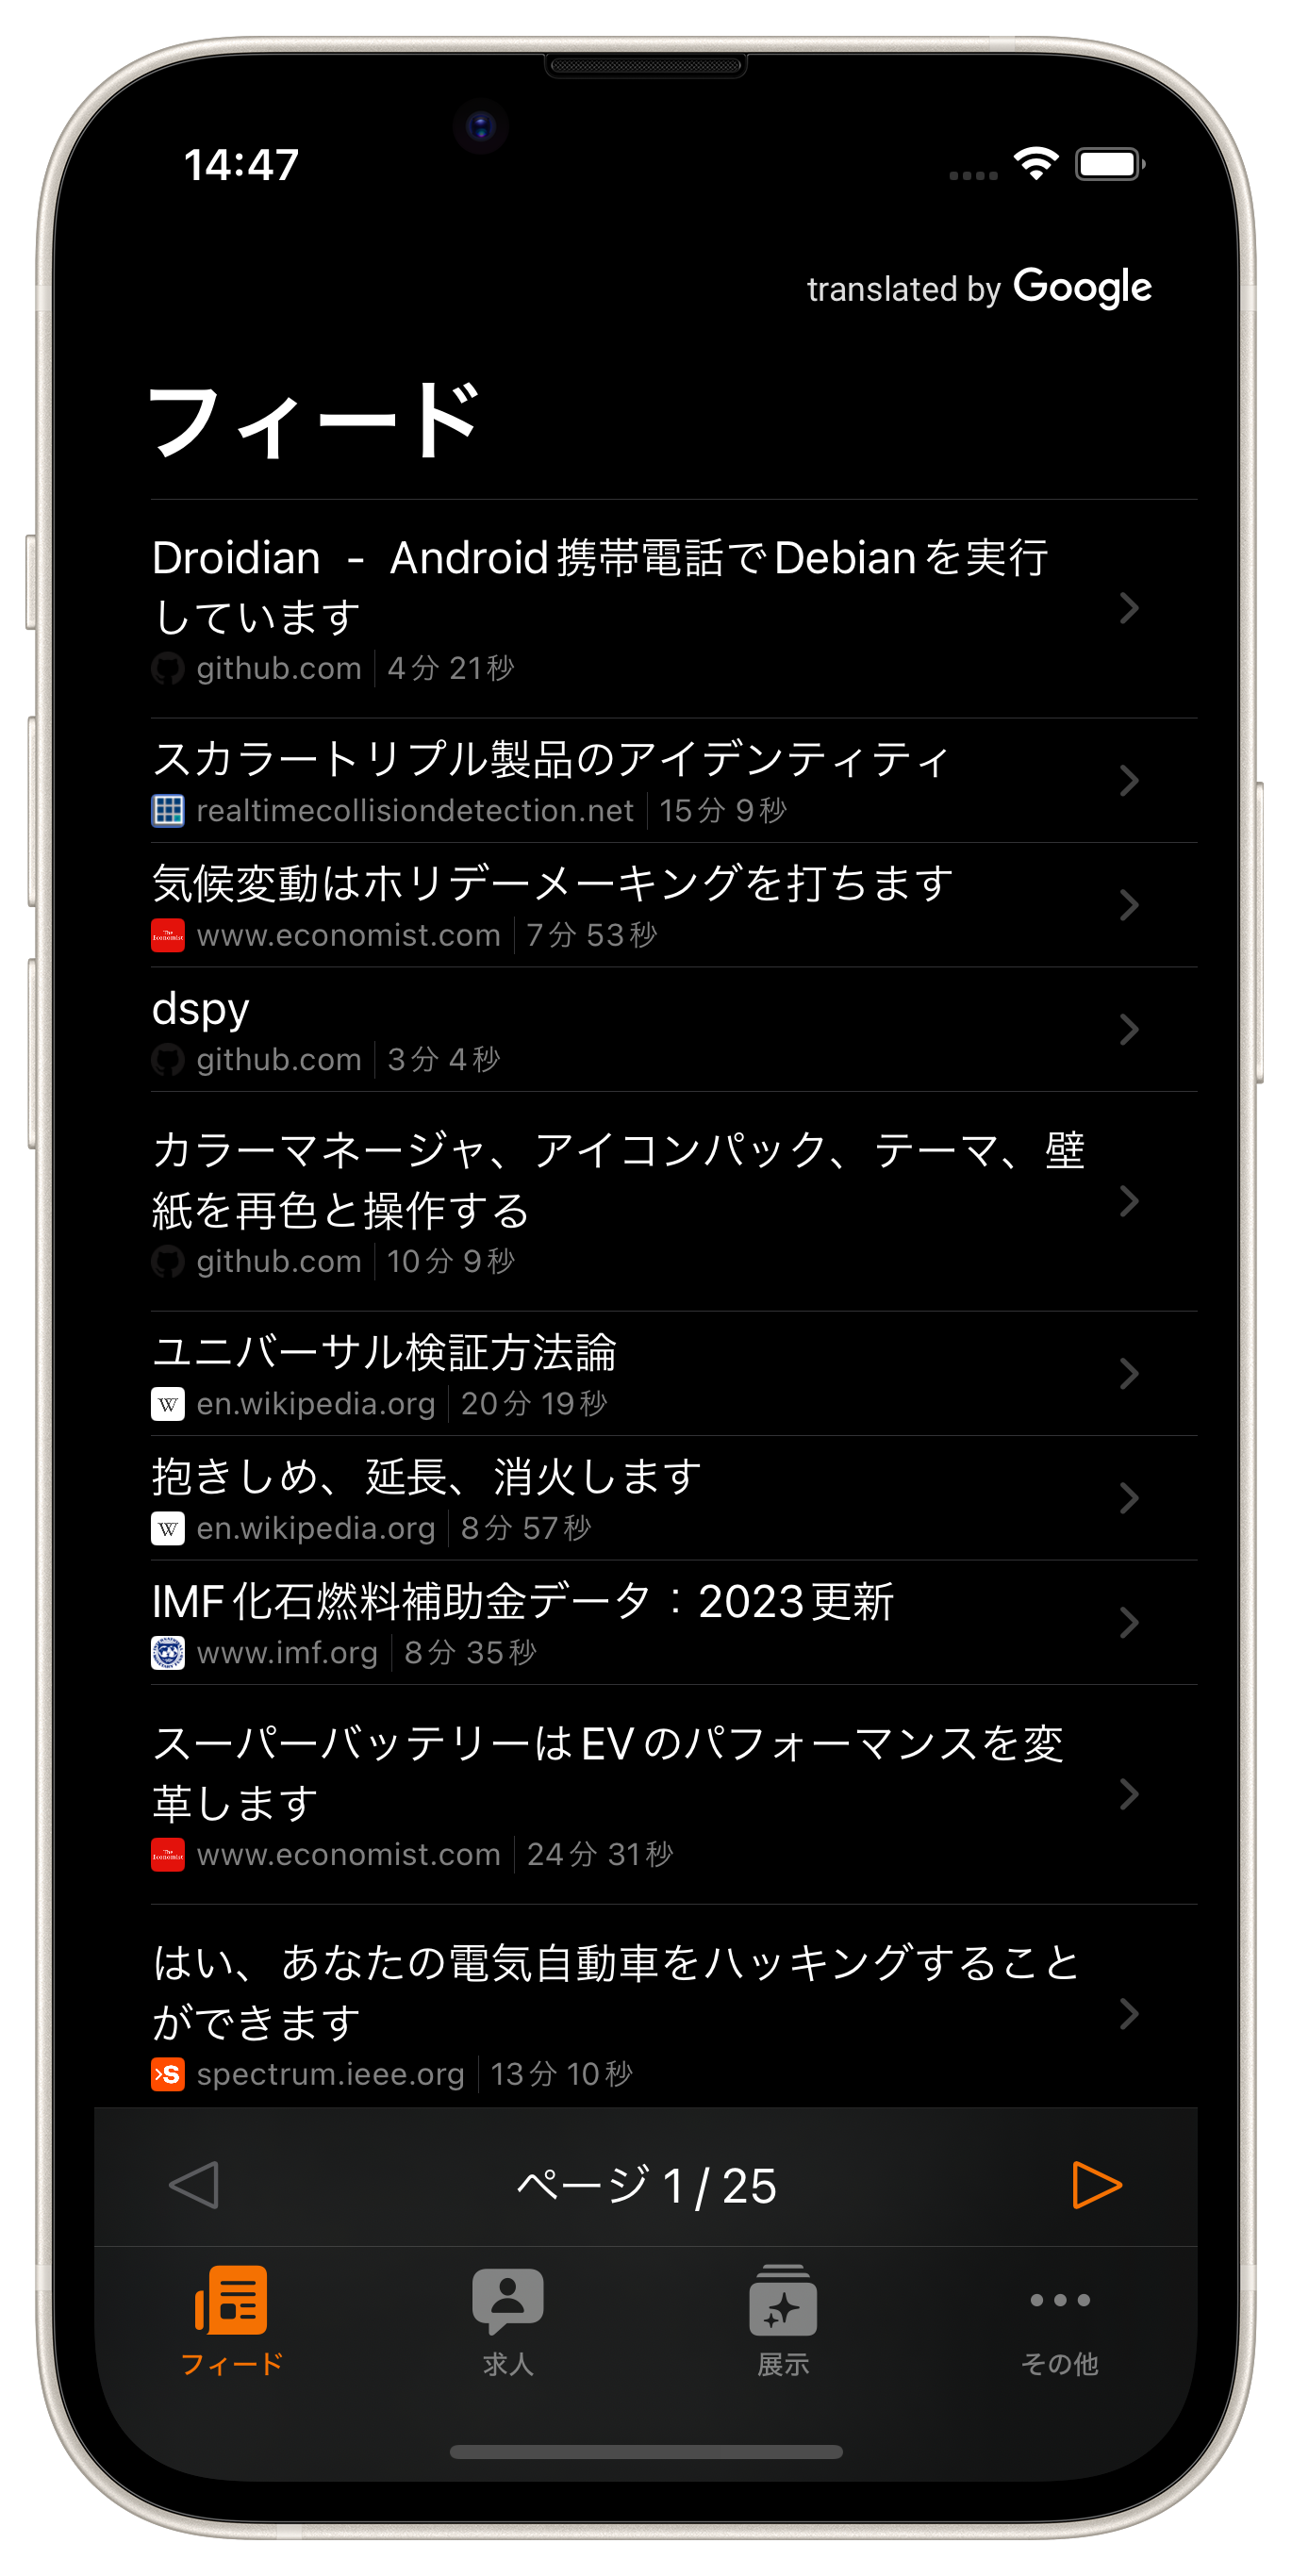 14:47
translated by Google
フィード
Droidian - Android携帯電話でDebianを実行
しています
github.com 4分 21秒
スカラートリプル製品のアイデンティティ
realtimecollisiondetection.net 15分 9秒
気候変動はホリデーメーキングを打ちます
The Economist www.economist.com 7分 53秒
dspy
github.com 3分 4秒
カラーマネージャ、アイコンパック、テーマ、壁
紙を再色と操作する
github.com 10分 9秒
ユニバーサル検証方法論
W en.wikipedia.org 20分 19秒
抱きしめ、延長、消火します
W en.wikipedia.org 8分 57秒
IMF化石燃料補助金データ：2023更新
www.imf.org 8分 35秒
スーパーバッテリーはEVのパフォーマンスを変
革します
The Economist www.economist.com 24分 31秒
はい、あなたの電気自動車をハッキングすること
ができます
›S spectrum.ieee.org 13分 10秒
ページ 1 / 25
フィード 求人 展示 その他